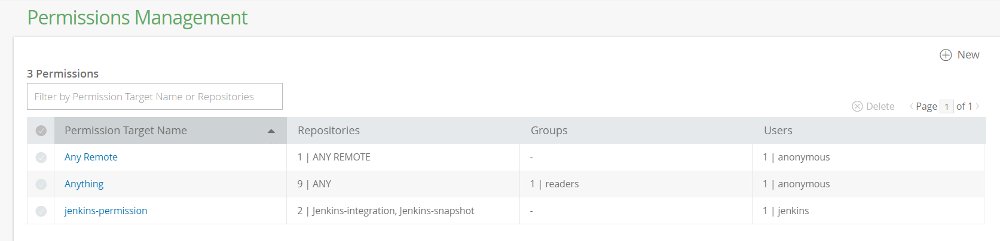 Permissions Management
New
3 Permissions
Filter by Permission Target Name or Repositories
Delete Page 1 of 1
Permission Target Name Repositories Groups Users
Any Remote 1 | ANY REMOTE - 1 | anonymous
Anything 9 | ANY 1 | readers 1 | anonymous
jenkins-permission 2 | Jenkins-integration, Jenkins-snapshot - 1 | jenkins